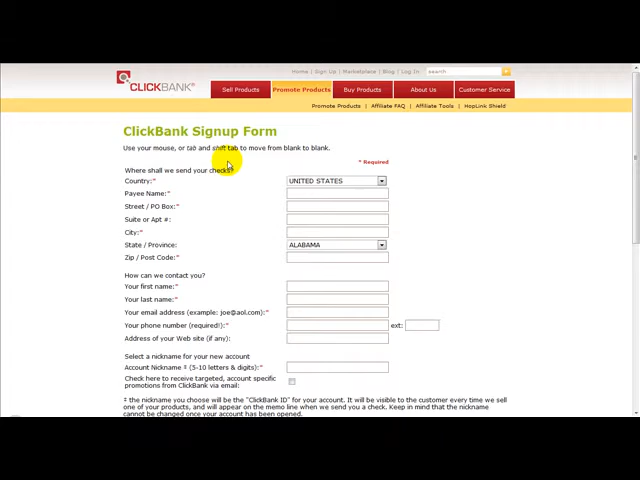 Home | Sign Up | Marketplace | Blog | Log In
search
CLICKBANK
Sell Products
Promote Products
Buy Products
About Us
Customer Service
Promote Products | Affiliate FAQ | Affiliate Tools | HopLink Shield
ClickBank Signup Form
Use your mouse, or tab and shift tab to move from blank to blank.
* Required
Where shall we send your checks?
Country:* UNITED STATES
Payee Name:*
Street / PO Box:*
Suite or Apt #:
City:*
State / Province: ALABAMA
Zip / Post Code:*
How can we contact you?
Your first name:*
Your last name:*
Your email address (example: joe@aol.com):*
Your phone number (required!):* ext:
Address of your Web site (if any):
Select a nickname for your new account
Account Nickname ‡ (5-10 letters & digits):*
Check here to receive targeted, account specific
promotions from ClickBank via email:
‡ the nickname you choose will be the "ClickBank ID" for your account. It will be visible to the customer every time we sell
one of your products, and will appear on the memo line when we send you a check. Keep in mind that the nickname
cannot be changed once your account has been opened.